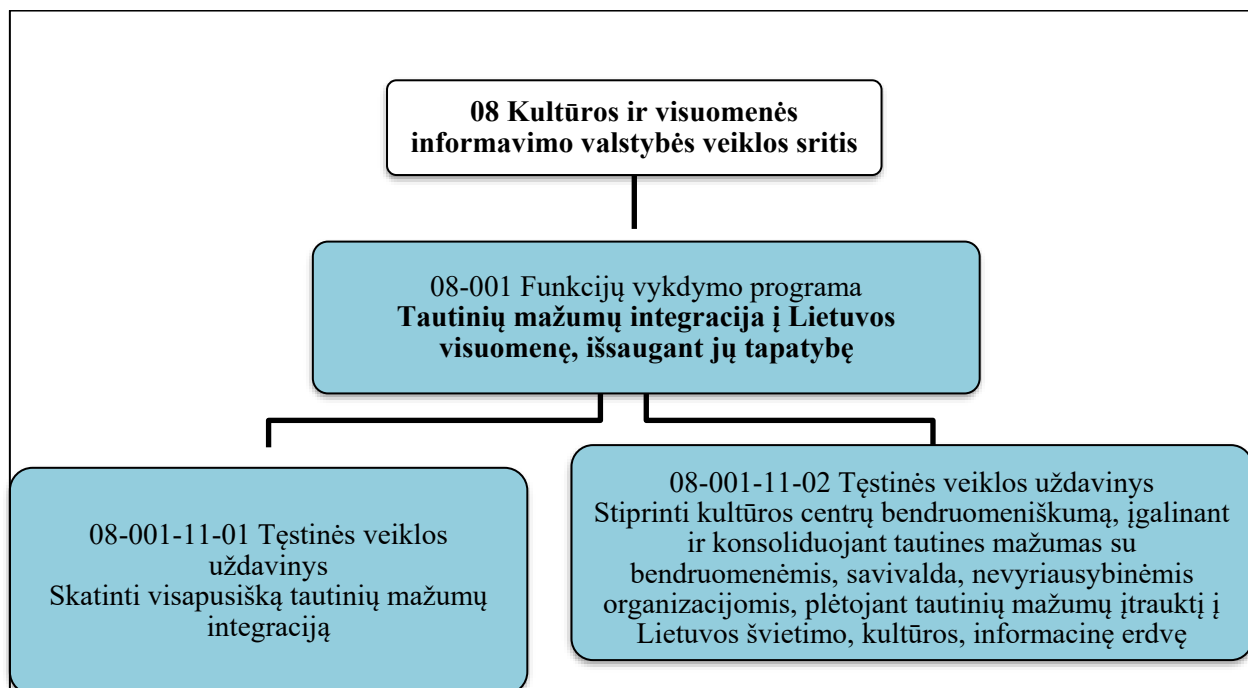 08 Kultūros ir visuomenės
informavimo valstybės veiklos sritis
08-001 Funkcijų vykdymo programa
Tautinių mažumų integracija į Lietuvos
visuomenę, išsaugant jų tapatybę
08-001-11-01 Tęstinės veiklos
uždavinys
Skatinti visapusišką tautinių mažumų
integraciją
08-001-11-02 Tęstinės veiklos uždavinys
Stiprinti kultūros centrų bendruomeniškumą, įgalinant
ir konsoliduojant tautines mažumas su
bendruomenėmis, savivalda, nevyriausybinėmis
organizacijomis, plėtojant tautinių mažumų įtrauktį į
Lietuvos švietimo, kultūros, informacinę erdvę